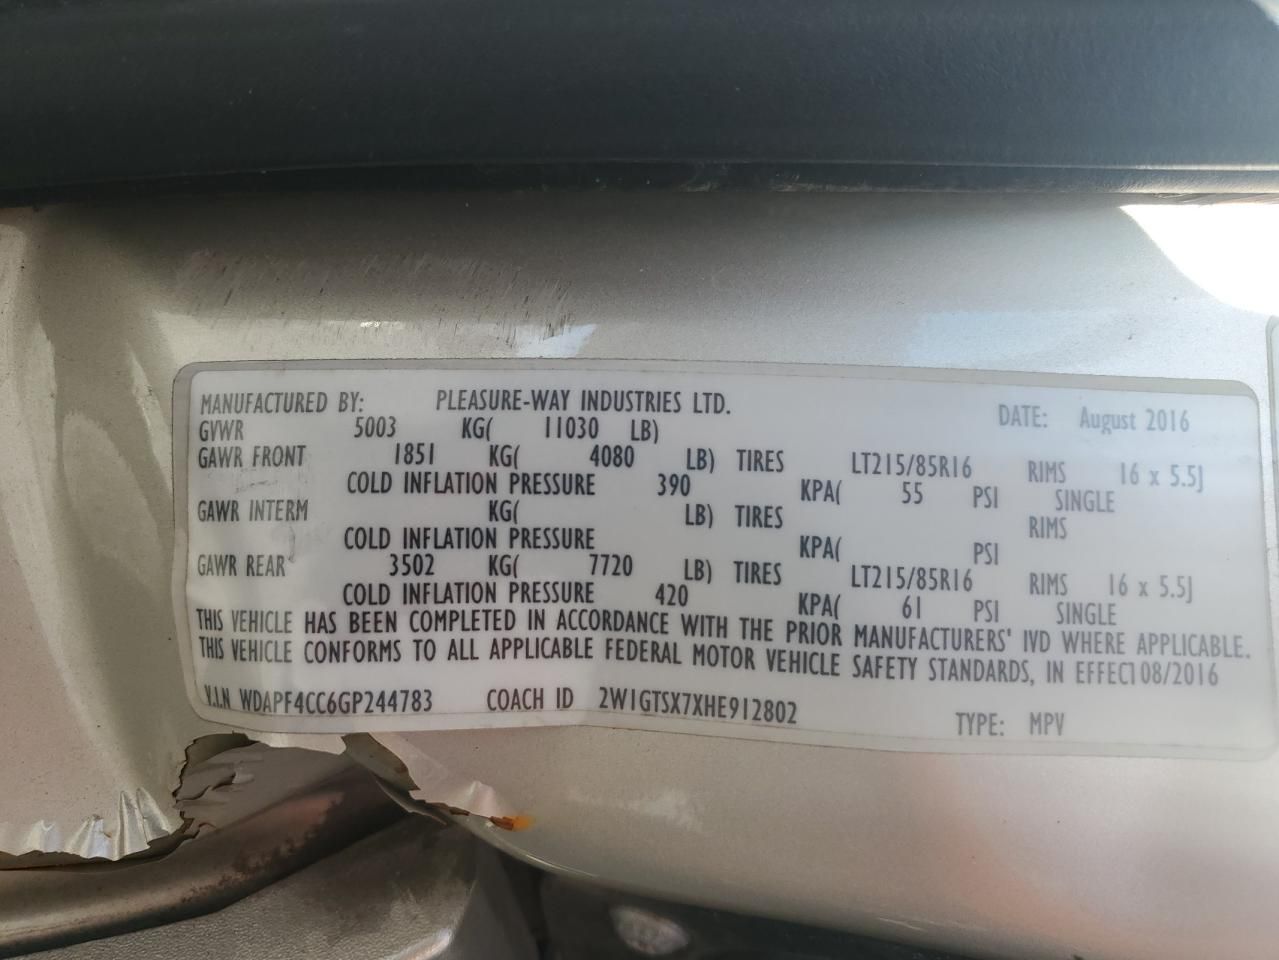 MANUFACTURED BY: PLEASURE-WAY INDUSTRIES LTD. DATE: August 2016
GVWR 5003 KG( 11030 LB)
GAWR FRONT 1851 KG( 4080 LB) TIRES LT215/85R16 RIMS 16 x 5.5J
COLD INFLATION PRESSURE 390 KPA( 55 PSI SINGLE
GAWR INTERM KG( LB) TIRES RIMS
COLD INFLATION PRESSURE KPA( PSI
GAWR REAR 3502 KG( 7720 LB) TIRES LT215/85R16 RIMS 16 x 5.5J
COLD INFLATION PRESSURE 420 KPA( 61 PSI SINGLE
THIS VEHICLE HAS BEEN COMPLETED IN ACCORDANCE WITH THE PRIOR MANUFACTURERS' IVD WHERE APPLICABLE.
THIS VEHICLE CONFORMS TO ALL APPLICABLE FEDERAL MOTOR VEHICLE SAFETY STANDARDS, IN EFFECT 08/2016
V.I.N WDAPF4CC6GP244783 COACH ID 2W1GTSX7XHE912802 TYPE: MPV